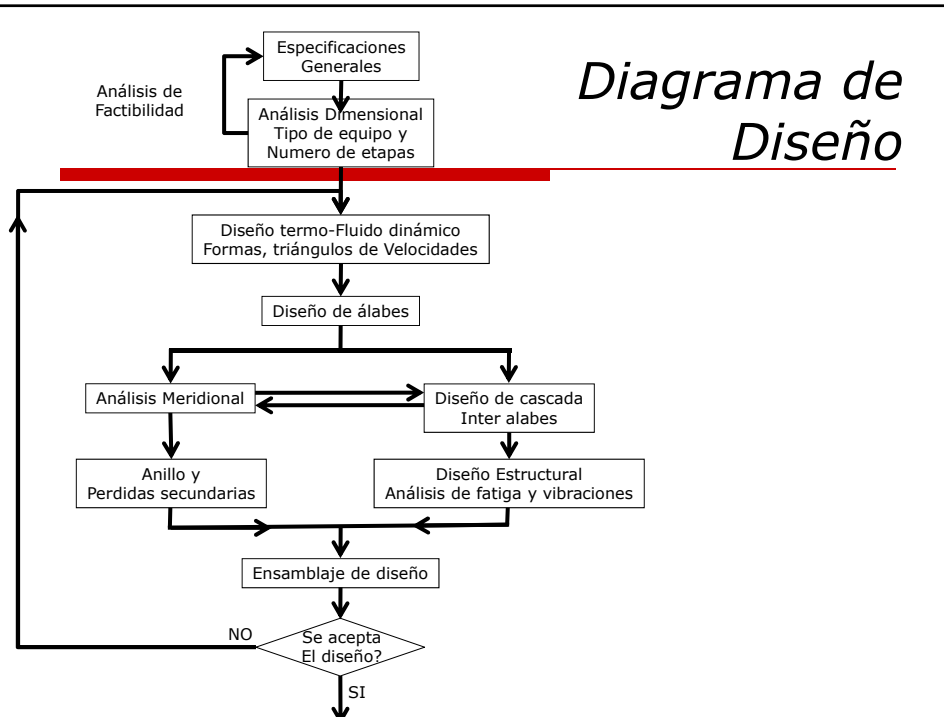 Diagrama de
Diseño
Especificaciones
Generales
Análisis de
Factibilidad
Análisis Dimensional
Tipo de equipo y
Numero de etapas
Diseño termo-Fluido dinámico
Formas, triángulos de Velocidades
Diseño de álabes
Análisis Meridional
Diseño de cascada
Inter alabes
Anillo y
Perdidas secundarias
Diseño Estructural
Análisis de fatiga y vibraciones
Ensamblaje de diseño
NO
Se acepta
El diseño?
SI